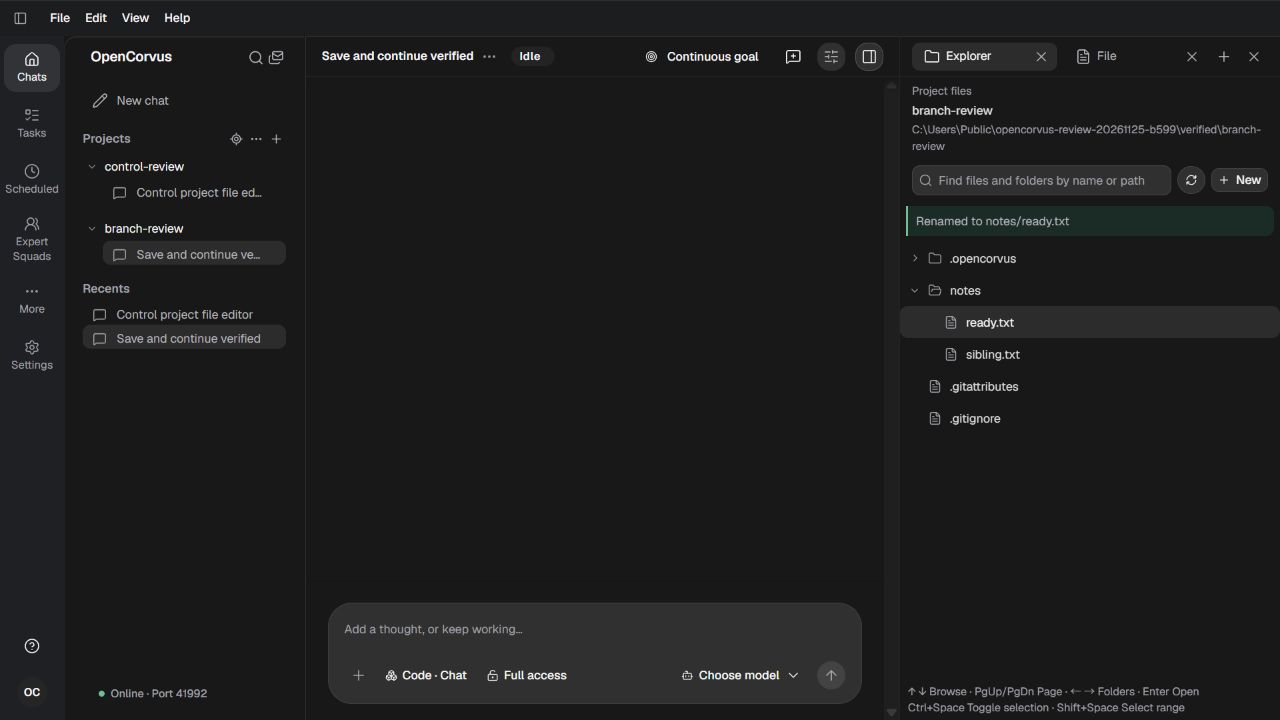 File Edit View Help
Chats
Tasks
Scheduled
Expert
Squads
More
Settings
OC
OpenCorvus
New chat
Projects
control-review
Control project file ed...
branch-review
Save and continue ve...
Recents
Control project file editor
Save and continue verified
Online · Port 41992
Save and continue verified ··· Idle
Continuous goal
Add a thought, or keep working...
Code · Chat Full access Choose model
Explorer File
Project files
branch-review
C:\Users\Public\opencorvus-review-20261125-b599\verified\branch-
review
Find files and folders by name or path
New
Renamed to notes/ready.txt
.opencorvus
notes
ready.txt
sibling.txt
.gitattributes
.gitignore
↑↓ Browse · PgUp/PgDn Page · ←→ Folders · Enter Open
Ctrl+Space Toggle selection · Shift+Space Select range